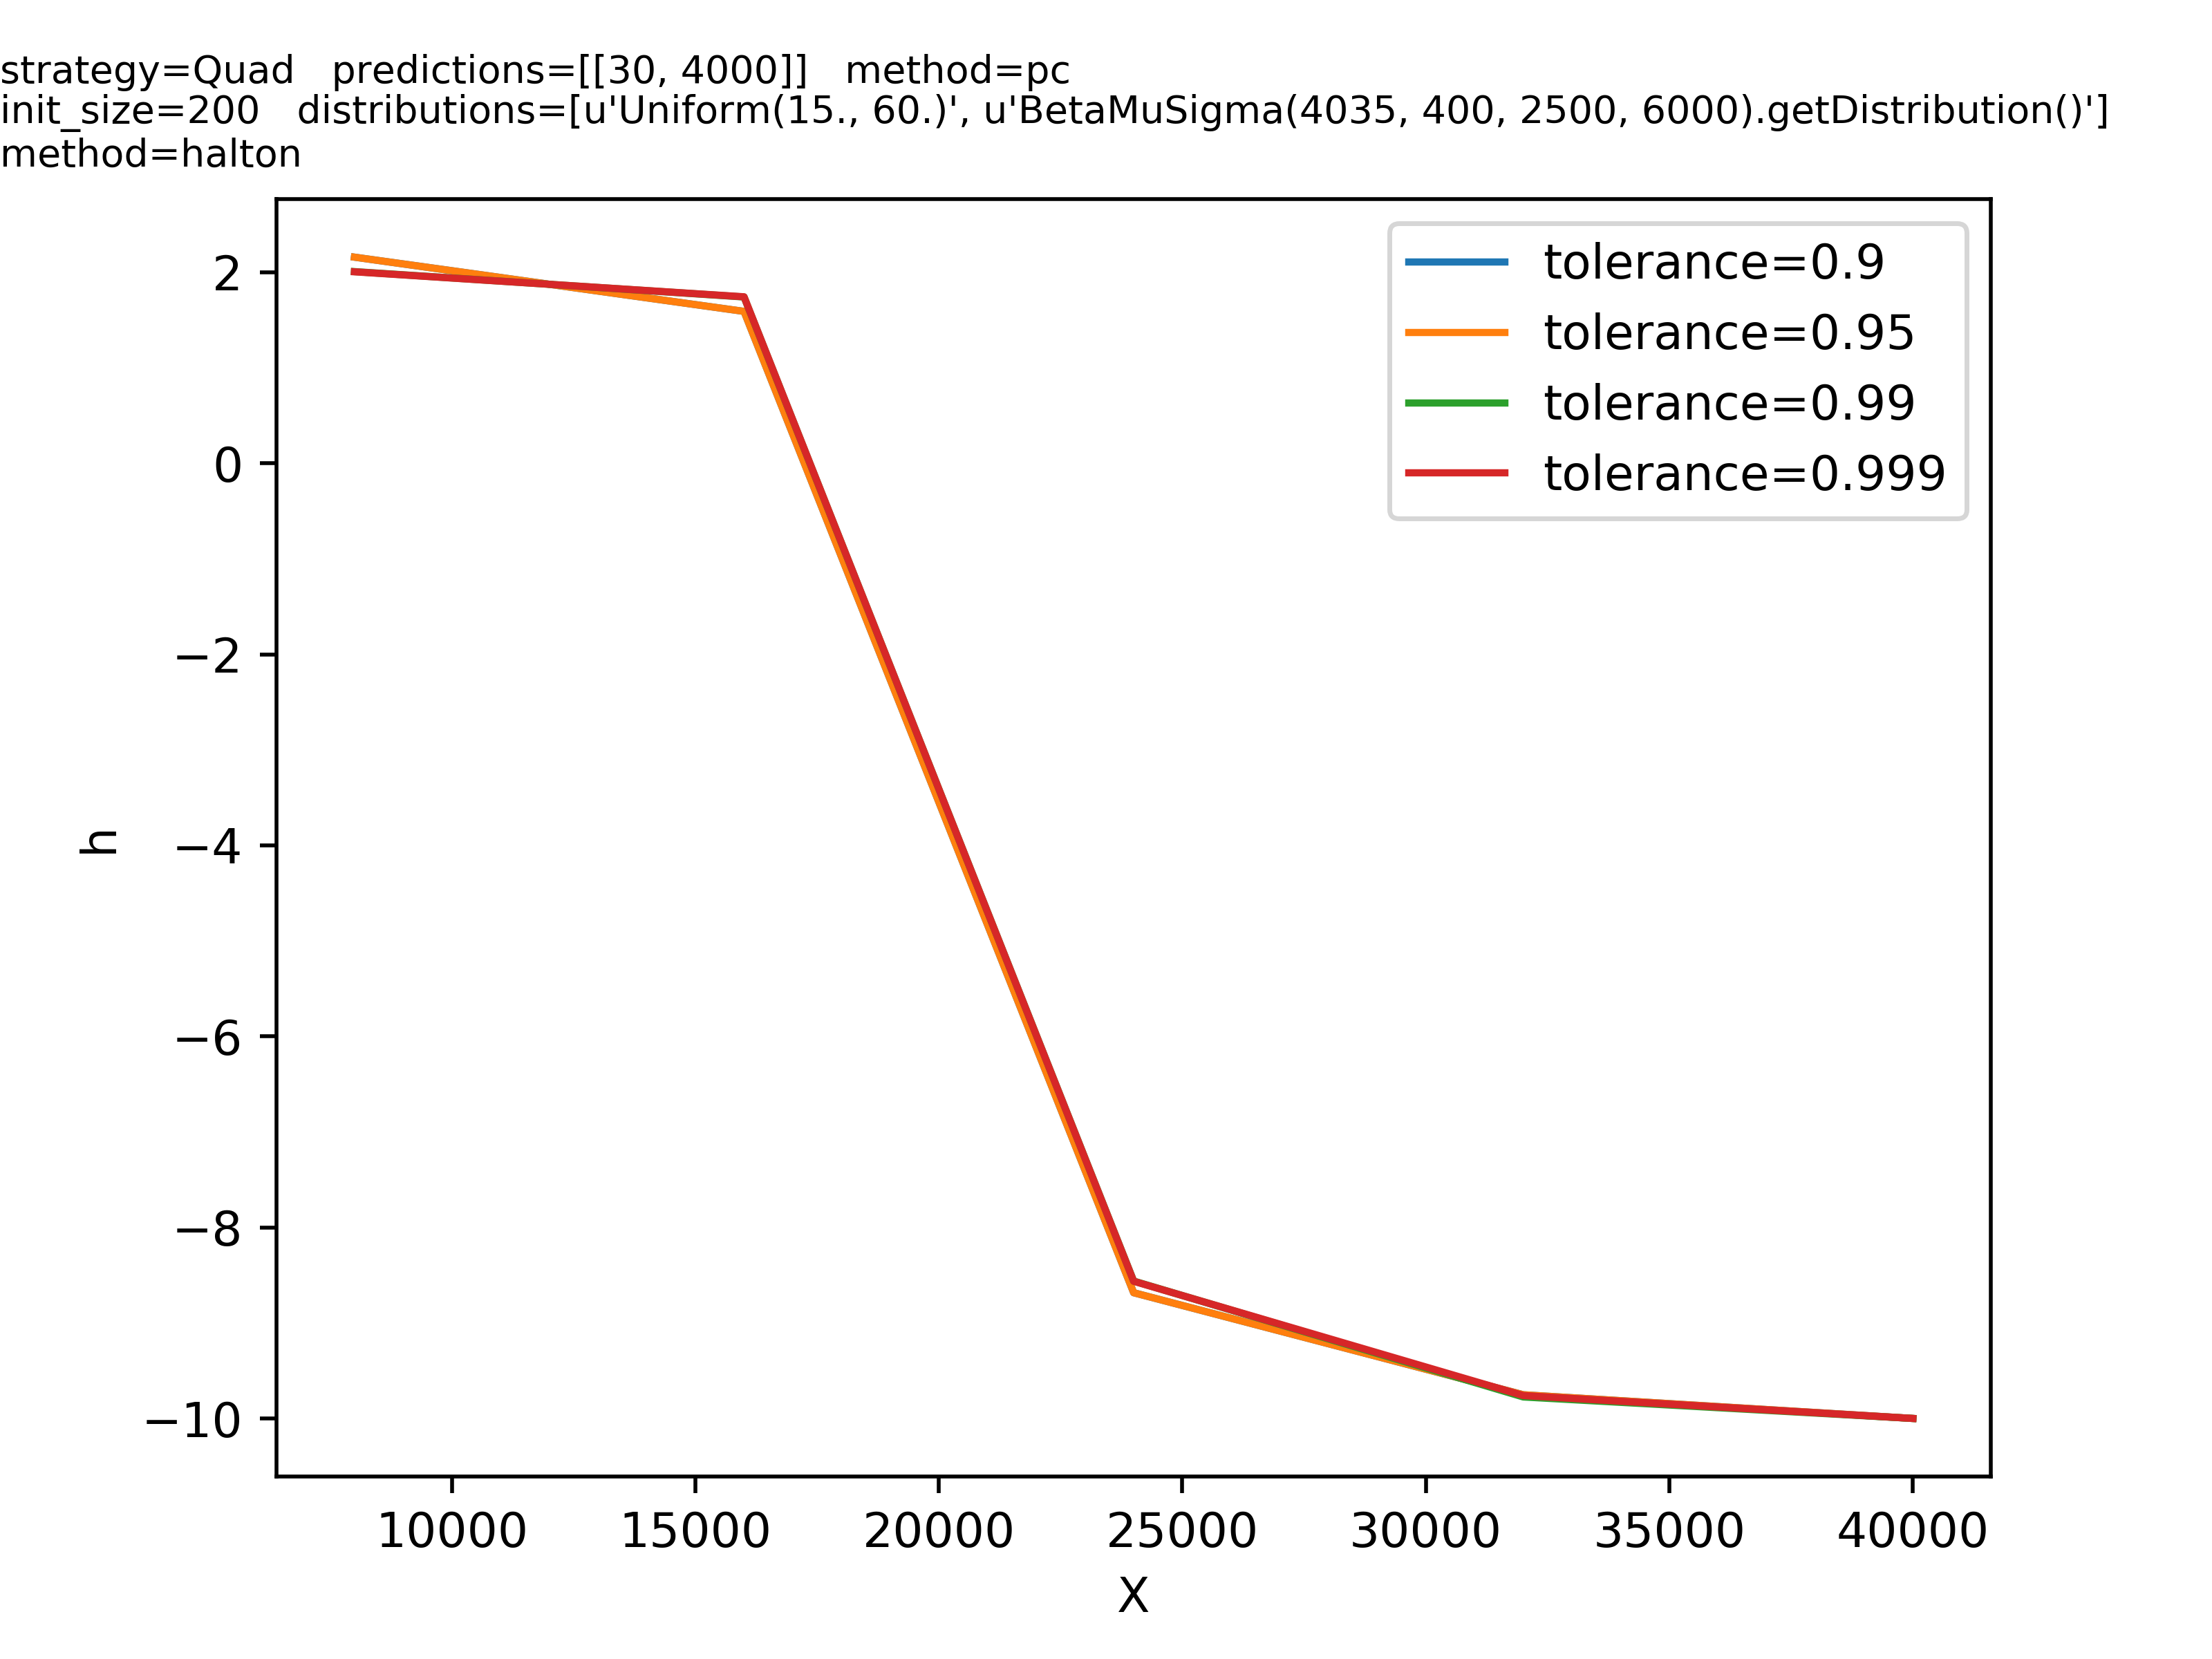 strategy=Quad   predictions=[[30, 4000]]   method=pc
init_size=200   distributions=[u'Uniform(15., 60.)', u'BetaMuSigma(4035, 400, 2500, 6000).getDistribution()']
method=halton
tolerance=0.9
tolerance=0.95
tolerance=0.99
tolerance=0.999
2
0
−2
−4
−6
−8
−10
h
10000 15000 20000 25000 30000 35000 40000
X